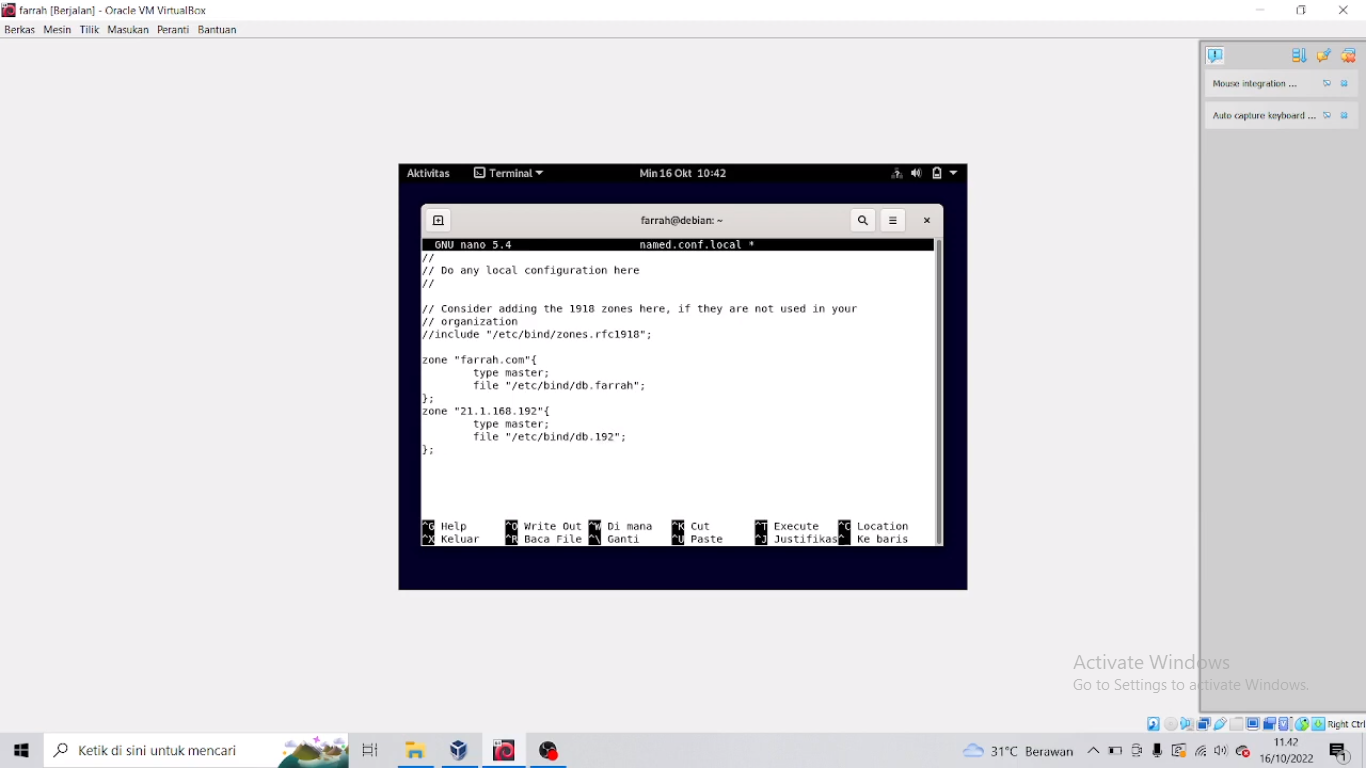 farrah [Berjalan] - Oracle VM VirtualBox
Berkas Mesin Tilik Masukan Peranti Bantuan
Mouse integration ...
Auto capture keyboard ...
Aktivitas Terminal Min 16 Okt 10:42
farrah@debian: ~
GNU nano 5.4 named.conf.local *
//
// Do any local configuration here
//
// Consider adding the 1918 zones here, if they are not used in your
// organization
//include "/etc/bind/zones.rfc1918";
zone "farrah.com"{
type master;
file "/etc/bind/db.farrah";
};
zone "21.1.168.192"{
type master;
file "/etc/bind/db.192";
};
^G Help ^O Write Out ^W Di mana ^K Cut ^T Execute ^C Location
^X Keluar ^R Baca File ^\ Ganti ^U Paste ^J Justifikas ^_ Ke baris
Activate Windows
Go to Settings to activate Windows.
Right Ctrl
Ketik di sini untuk mencari
31°C Berawan
11.42
16/10/2022
1